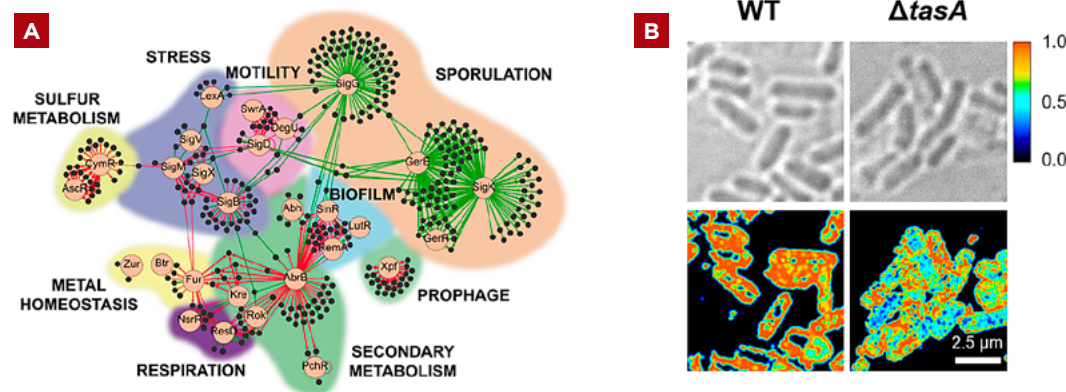 A
STRESS
MOTILITY
SPORULATION
SULFUR
METABOLISM
LexA
SwrA
DegU
SigG
SigV
SigD
CymR
SigM
SigX
AscR
SigB
GerE
SigK
GerR
BIOFILM
Abh
SinR
LutR
RemA
Zur
Btr
Fur
AbrB
Xpf
METAL
HOMEOSTASIS
Kre
PROPHAGE
NsrR
ResD
Rok
RESPIRATION
PchR
SECONDARY
METABOLISM
B
WT
ΔtasA
1.0
0.5
0.0
2.5 µm